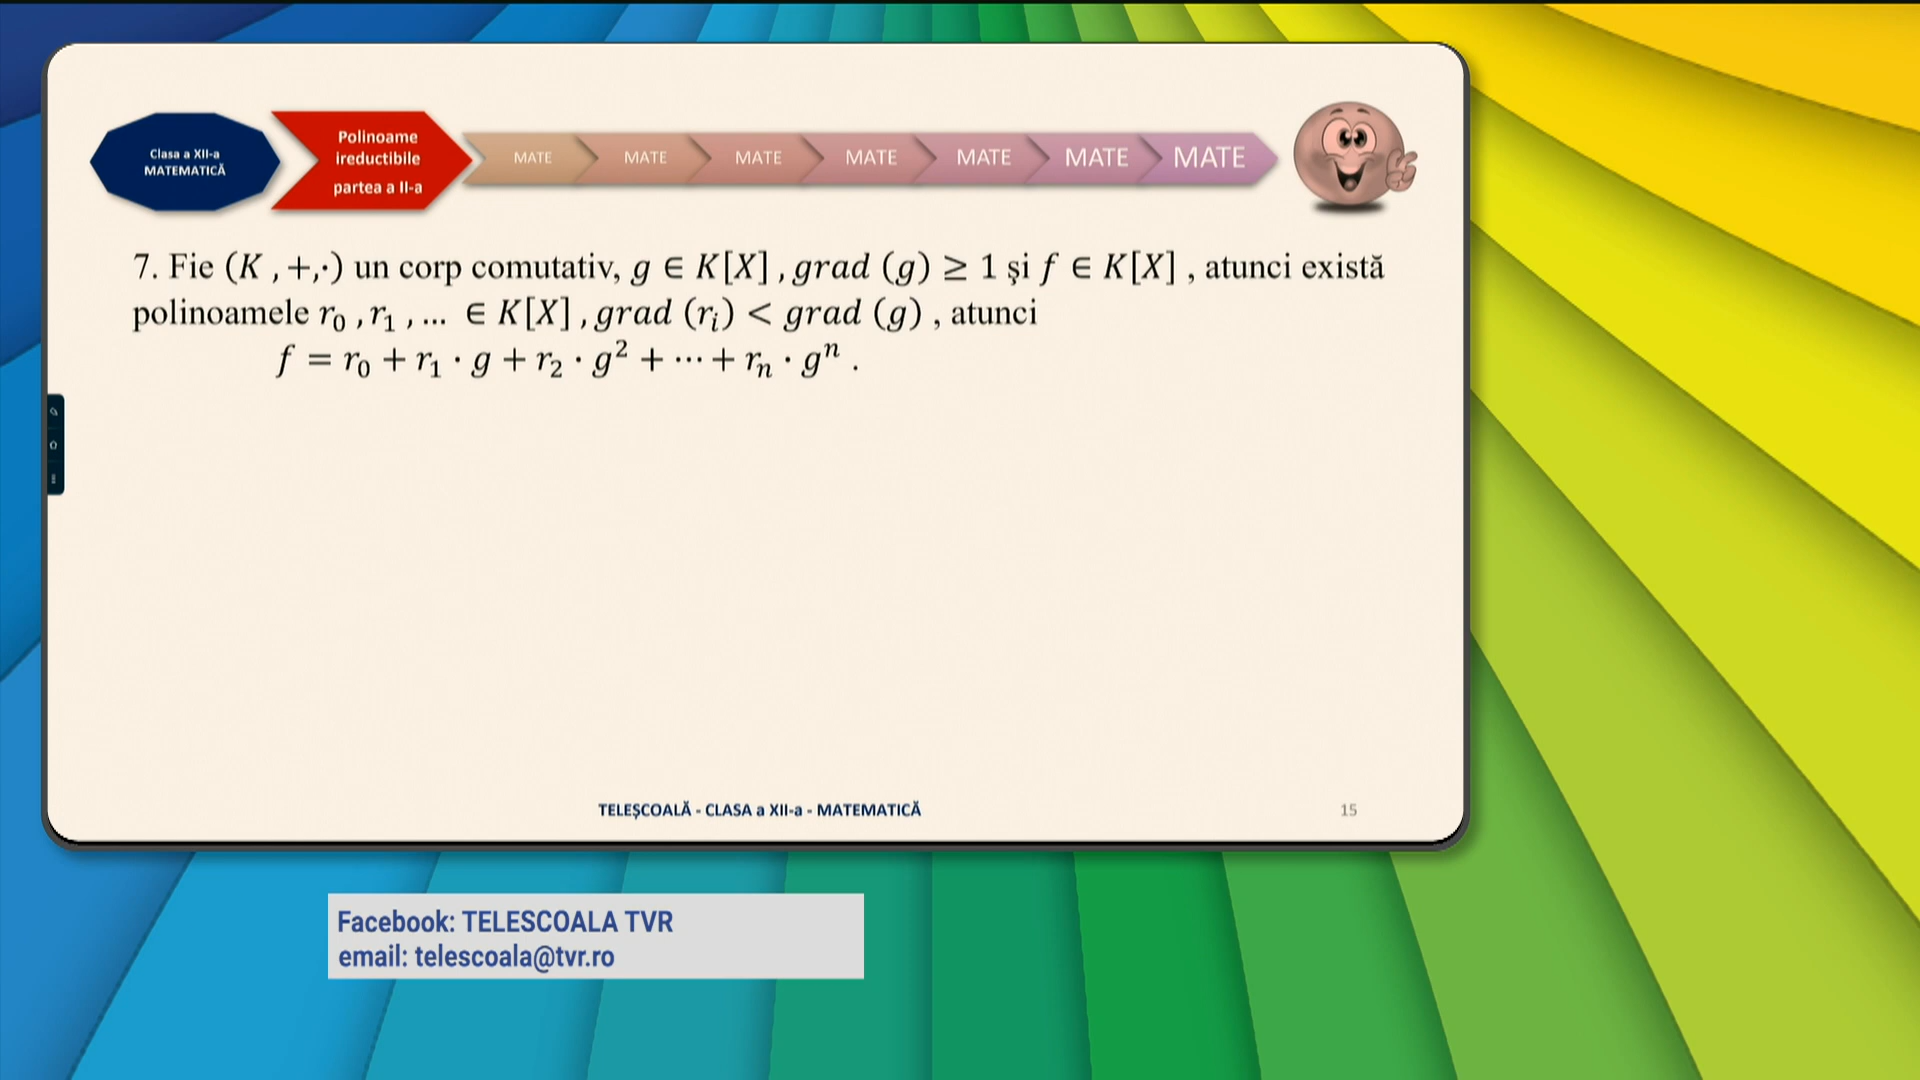 Clasa a XII-a
MATEMATICĂ
Polinoame
ireductibile
partea a II-a
MATE MATE MATE MATE MATE MATE MATE
7. Fie (K , +,·) un corp comutativ, g ∈ K[X] , grad (g) ≥ 1 şi f ∈ K[X] , atunci există
polinoamele r₀ , r₁ , … ∈ K[X] , grad (rᵢ) < grad (g) , atunci
f = r₀ + r₁ · g + r₂ · g² + ⋯ + rₙ · gⁿ .
TELEŞCOALĂ - CLASA a XII-a - MATEMATICĂ
15
Facebook: TELESCOALA TVR
email: telescoala@tvr.ro